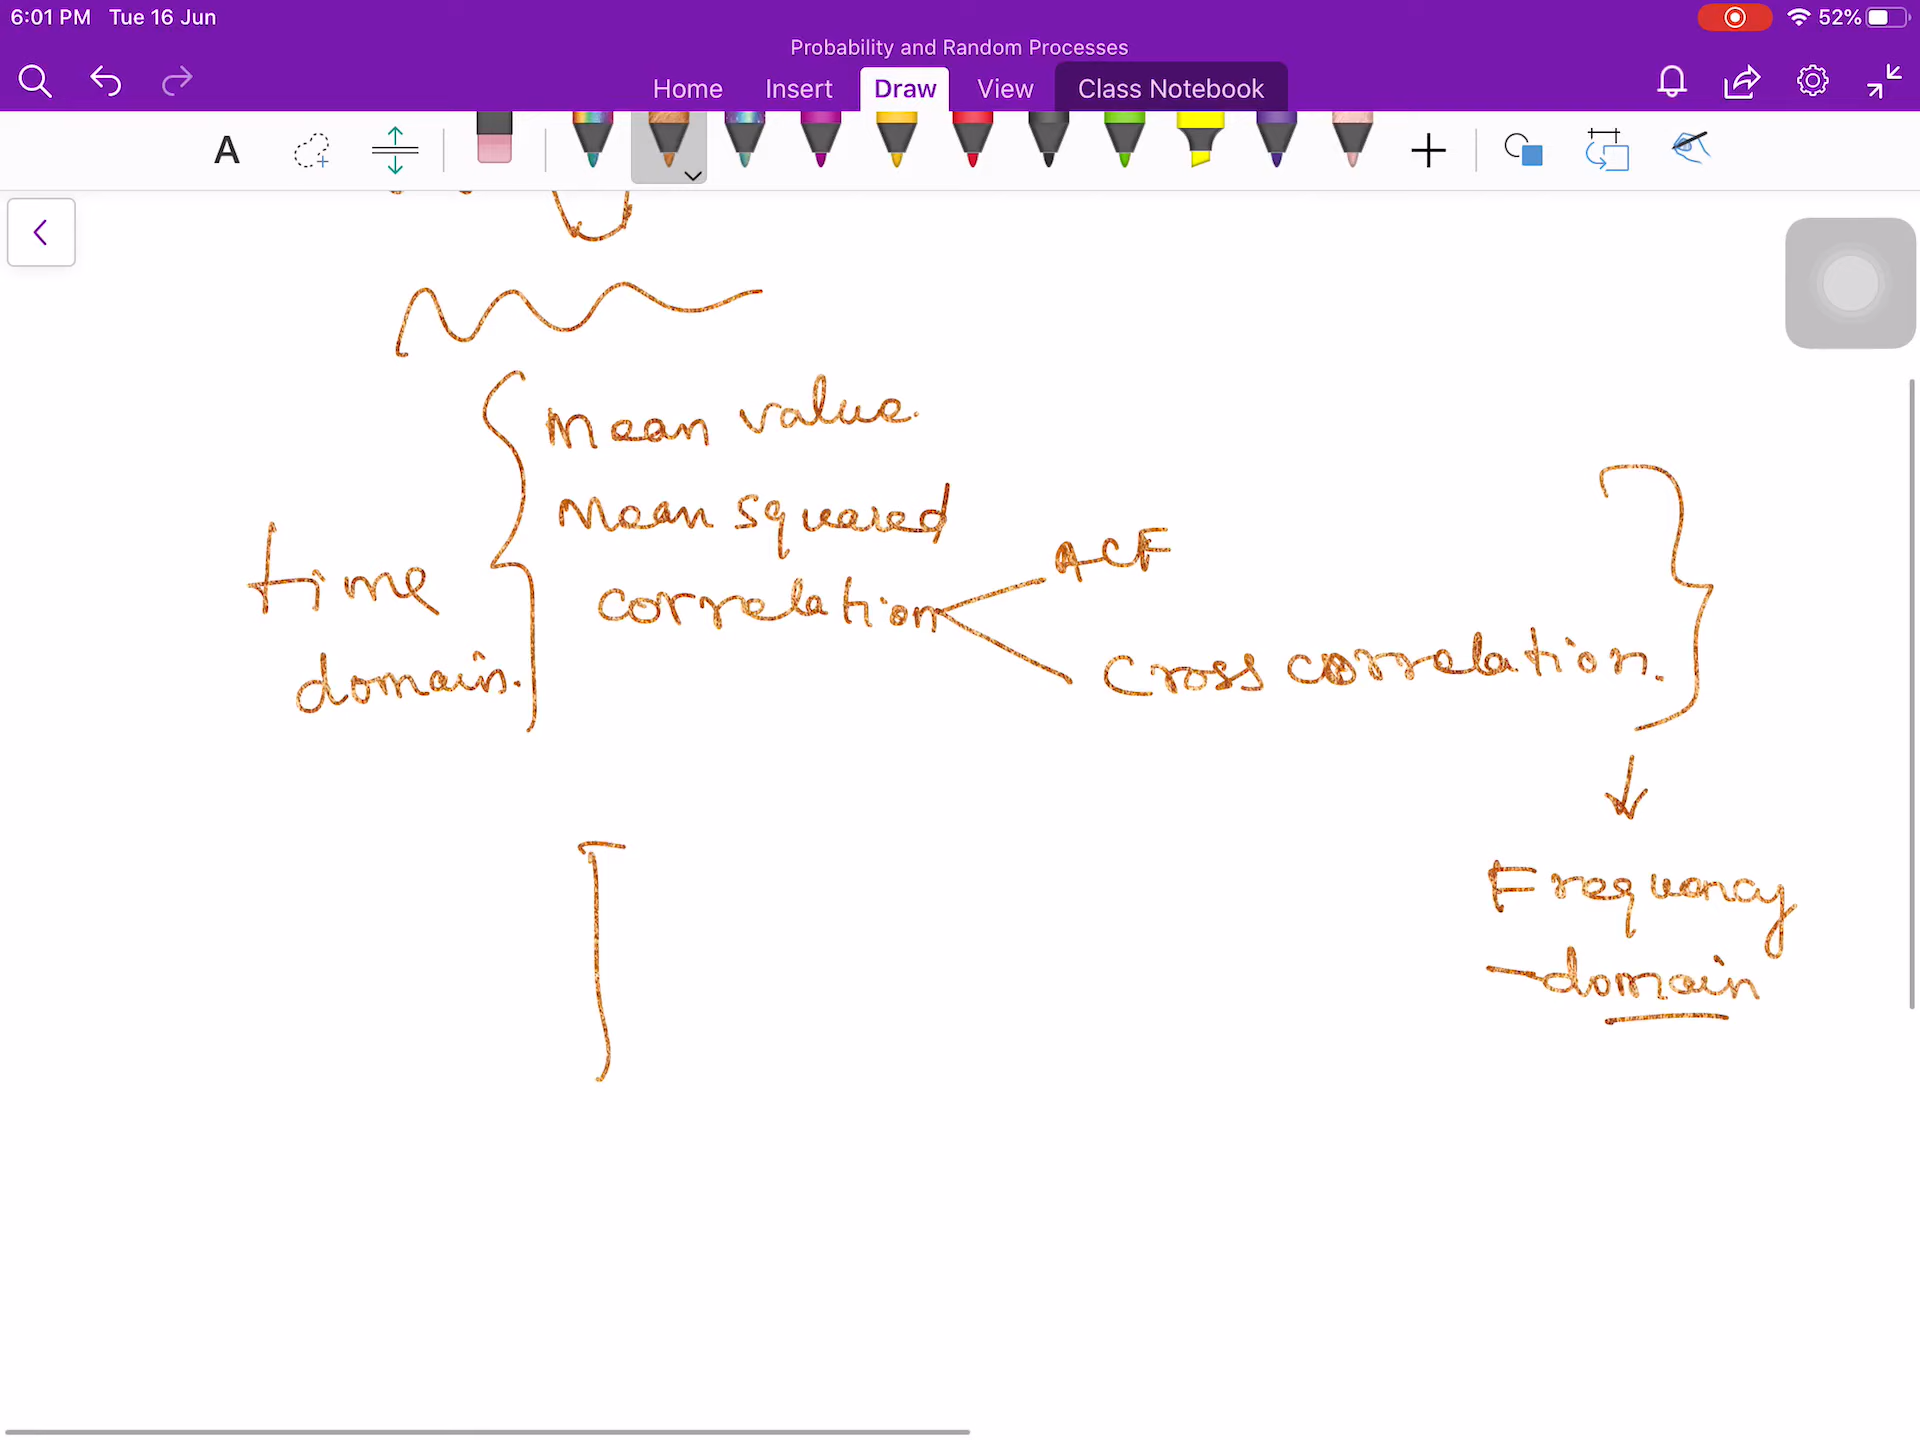 6:01 PM Tue 16 Jun
52%
Probability and Random Processes
Home Insert Draw View Class Notebook
A
Mean value.
Mean squared
time
correlation
ACF
domain.
Cross correlation.
Frequency
domain